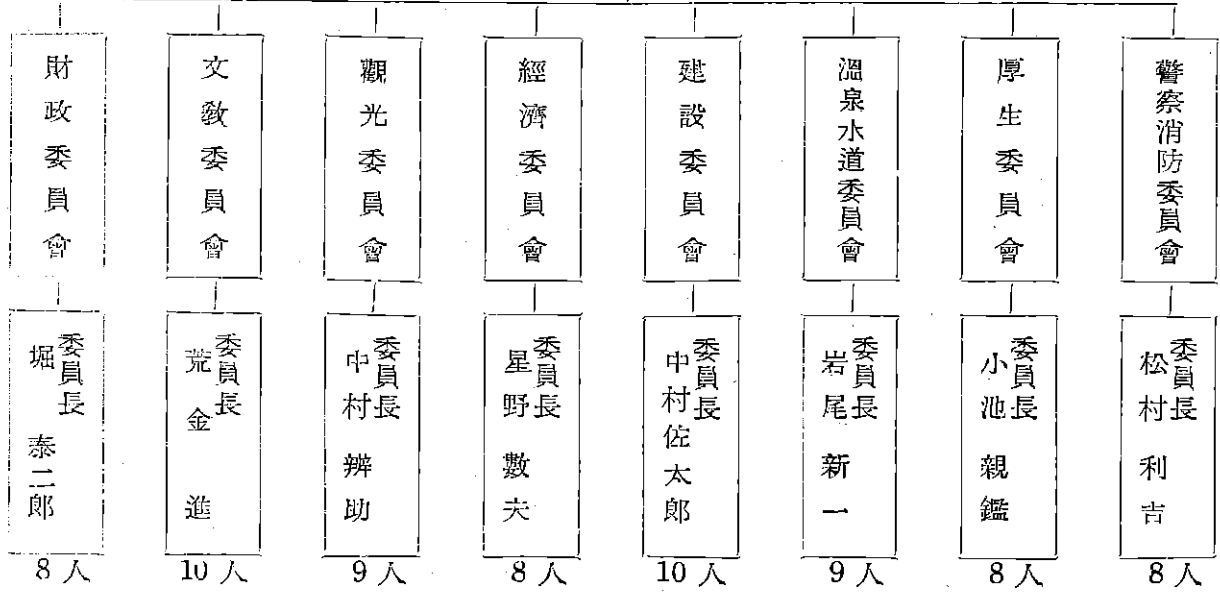 警察消防委員會
委員長
松村利吉
8人
厚生委員會
委員長
小池親鑑
8人
溫泉水道委員會
委員長
岩尾新一
9人
建設委員會
委員長
中村佐太郎
10人
經濟委員會
委員長
星野數夫
8人
觀光委員會
委員長
中村辨助
9人
文敎委員會
委員長
荒金進
10人
財政委員會
委員長
堀泰二郎
8人